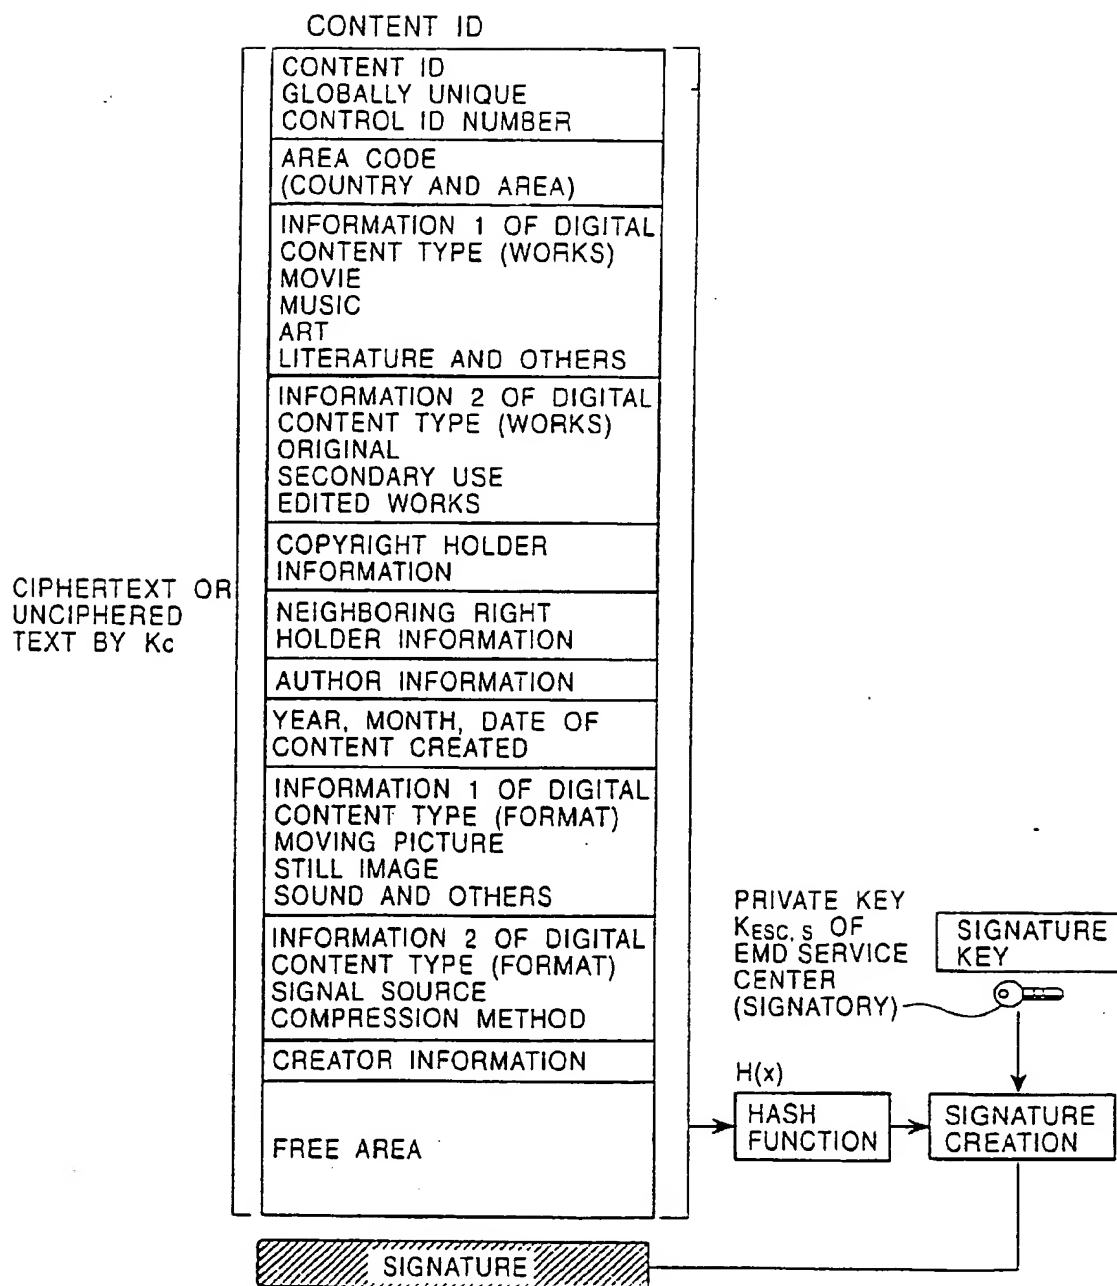 CONTENT ID
CONTENT ID
GLOBALLY UNIQUE
CONTROL ID NUMBER
AREA CODE
(COUNTRY AND AREA)
INFORMATION 1 OF DIGITAL
CONTENT TYPE (WORKS)
MOVIE
MUSIC
ART
LITERATURE AND OTHERS
INFORMATION 2 OF DIGITAL
CONTENT TYPE (WORKS)
ORIGINAL
SECONDARY USE
EDITED WORKS
COPYRIGHT HOLDER
INFORMATION
NEIGHBORING RIGHT
HOLDER INFORMATION
AUTHOR INFORMATION
YEAR, MONTH, DATE OF
CONTENT CREATED
INFORMATION 1 OF DIGITAL
CONTENT TYPE (FORMAT)
MOVING PICTURE
STILL IMAGE
SOUND AND OTHERS
INFORMATION 2 OF DIGITAL
CONTENT TYPE (FORMAT)
SIGNAL SOURCE
COMPRESSION METHOD
CREATOR INFORMATION
FREE AREA
SIGNATURE
CIPHERTEXT OR
UNCIPHERED
TEXT BY Kc
PRIVATE KEY
KESC, S OF
EMD SERVICE
CENTER
(SIGNATORY)
SIGNATURE
KEY
H(x)
HASH
FUNCTION
SIGNATURE
CREATION